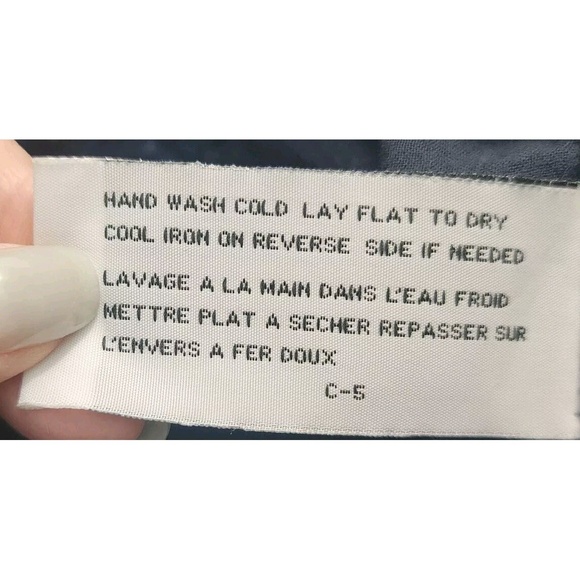 HAND WASH COLD LAY FLAT TO DRY
COOL IRON ON REVERSE SIDE IF NEEDED
LAVAGE A LA MAIN DANS L'EAU FROID
METTRE PLAT A SECHER REPASSER SUR
L'ENVERS A FER DOUX
C-5